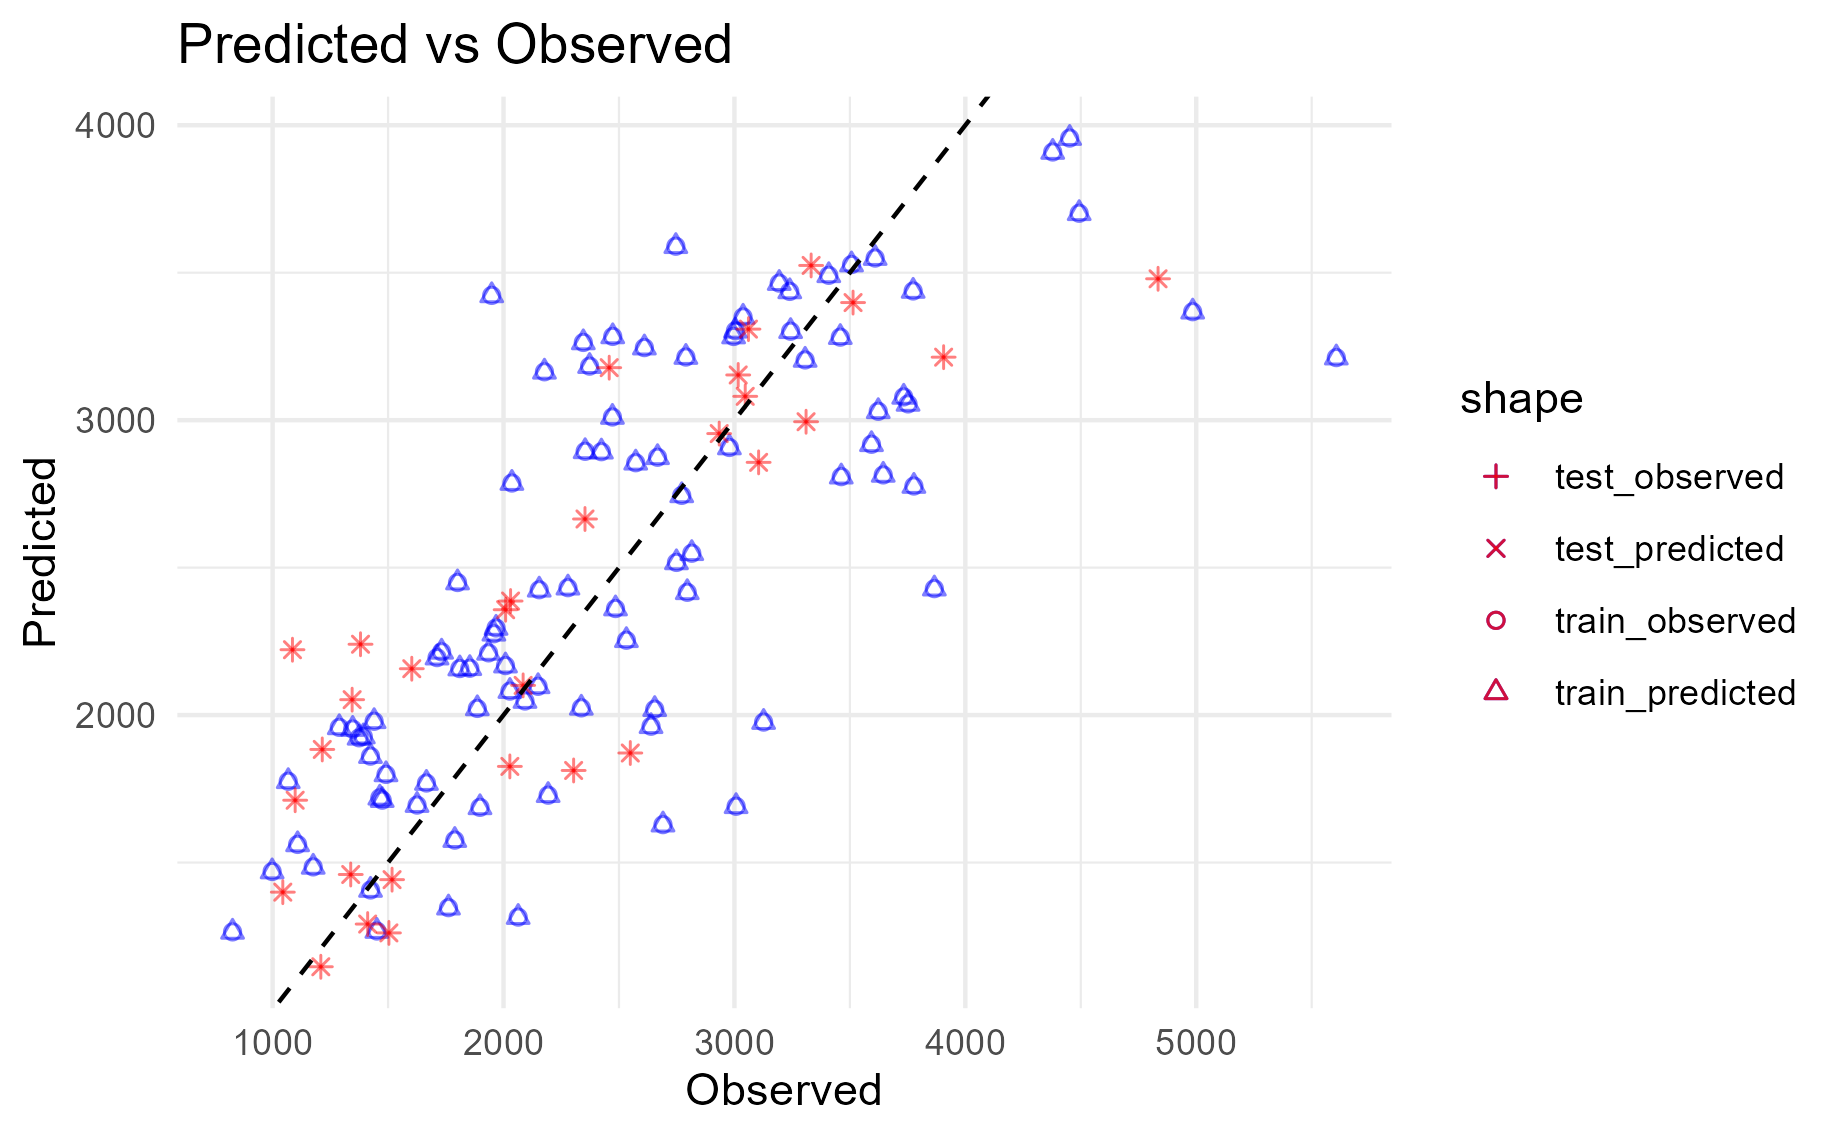 Predicted vs Observed
4000
3000
2000
Predicted
1000
2000
3000
4000
5000
Observed
shape
test_observed
test_predicted
train_observed
train_predicted